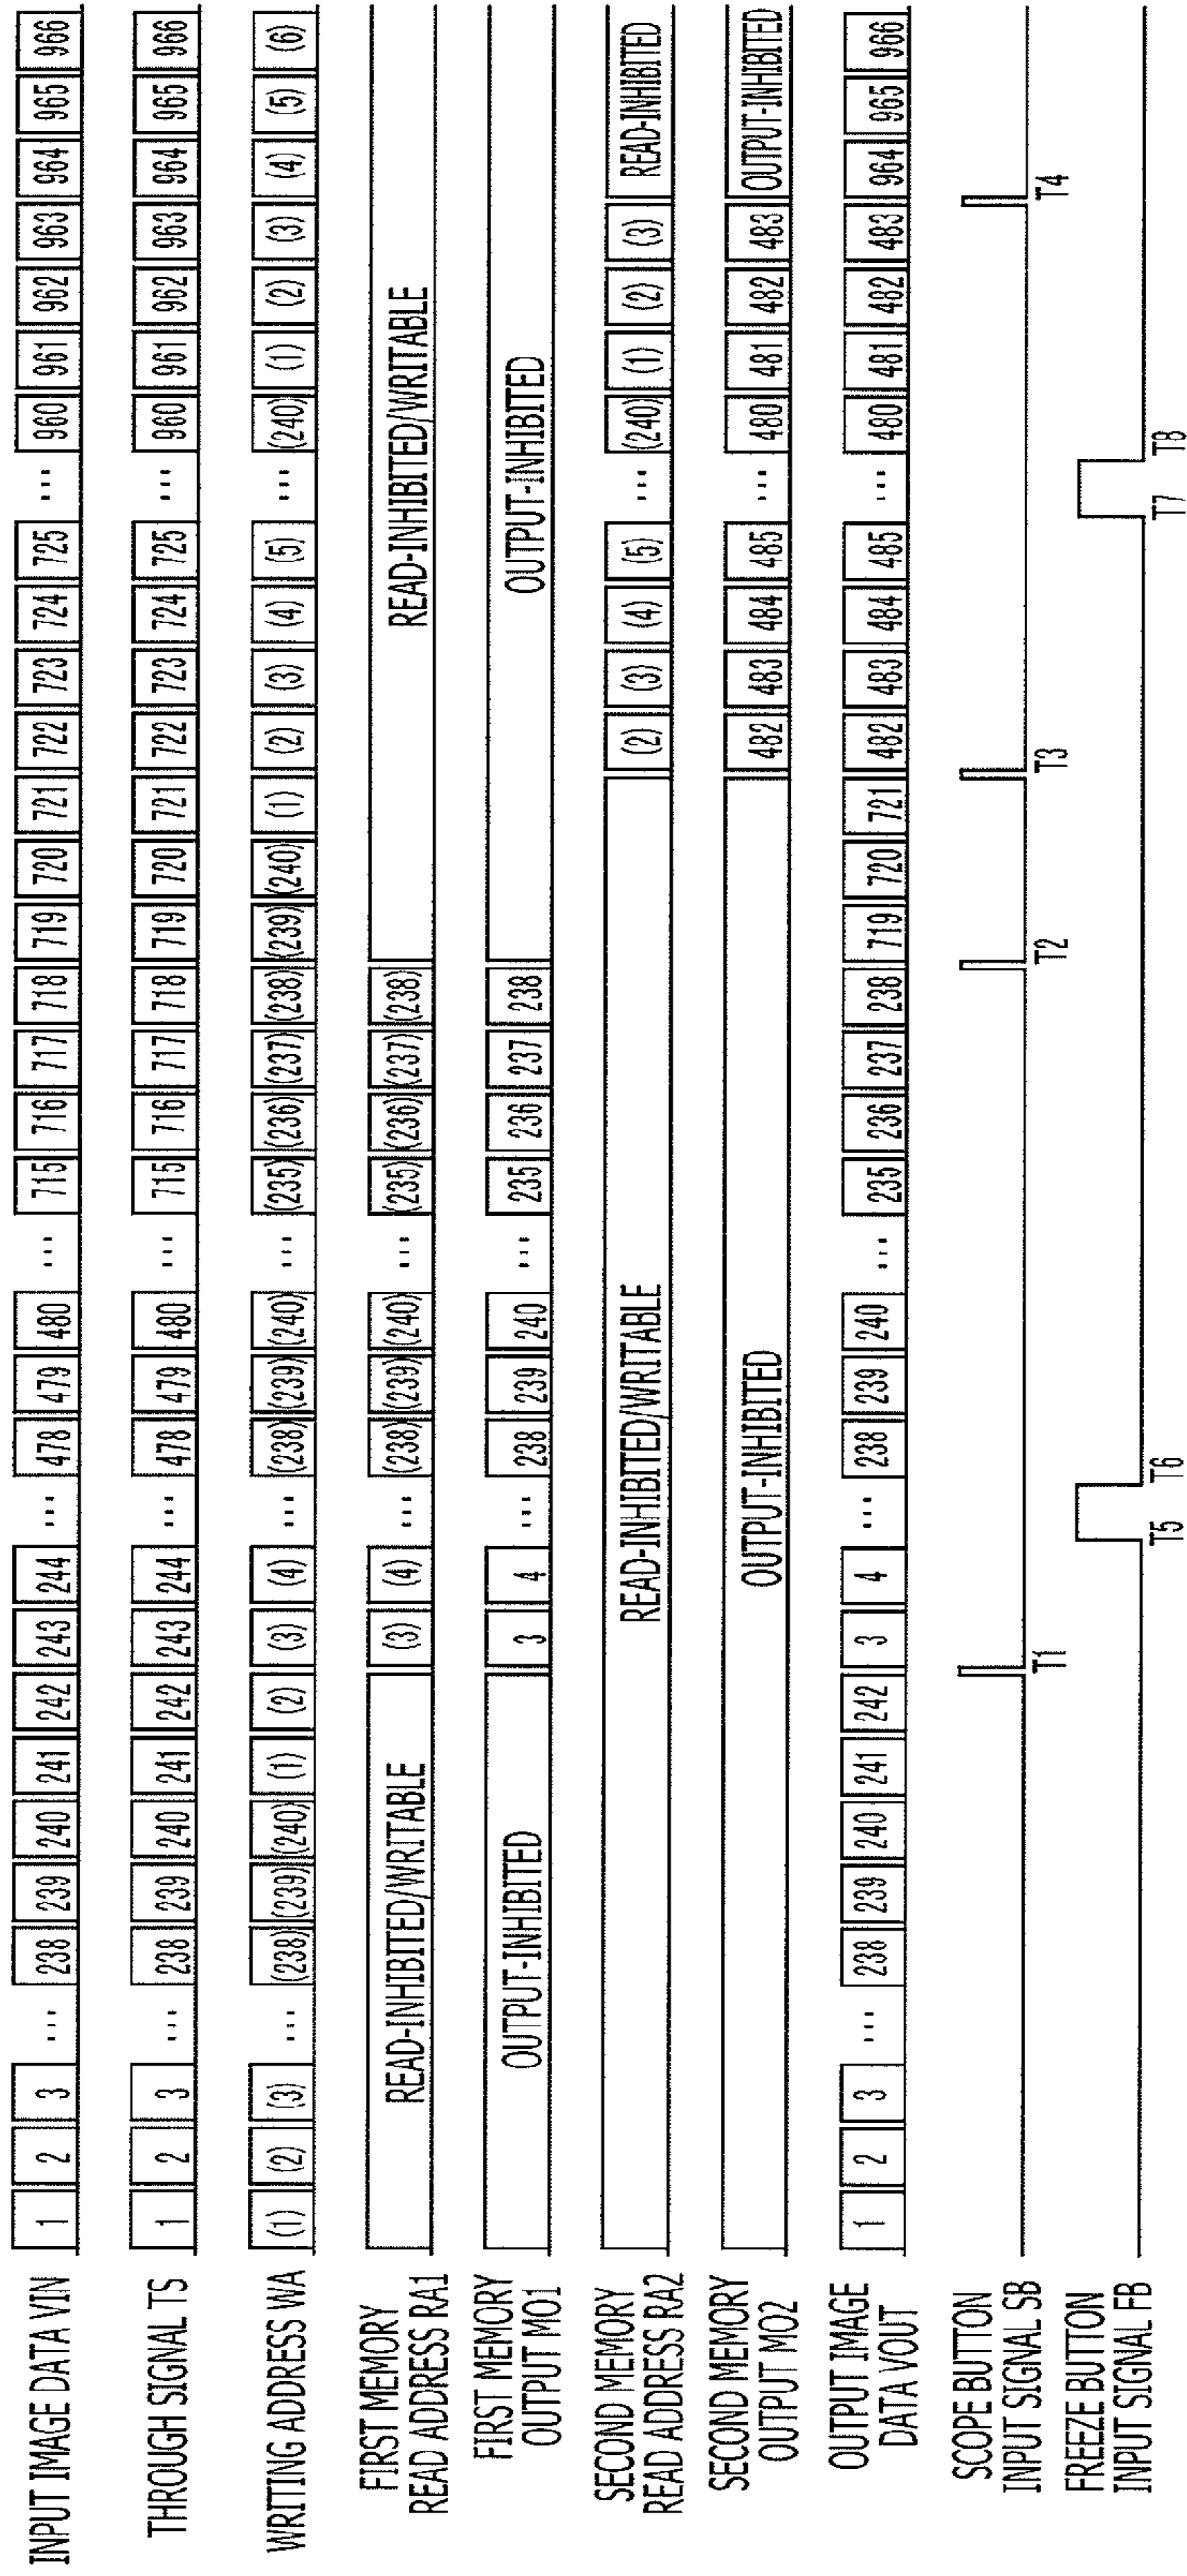 INPUT IMAGE DATA VIN 1 2 3 ... 238 239 240 241 242 243 244 ... 478 479 480 ... 715 716 717 718 719 720 721 722 723 724 725 ... 960 961 962 963 964 965 966
THROUGH SIGNAL TS 1 2 3 ... 238 239 240 241 242 243 244 ... 478 479 480 ... 715 716 717 718 719 720 721 722 723 724 725 ... 960 961 962 963 964 965 966
WRITING ADDRESS WA (1) (2) (3) ... (238) (239) (240) (1) (2) (3) (4) ... (238) (239) (240) ... (235) (236) (237) (238) (239) (240) (1) (2) (3) (4) (5) ... (240) (1) (2) (3) (4) (5) (6)
FIRST MEMORY
READ ADDRESS RA1 READ-INHIBITED/WRITABLE (3) (4) ... (238) (239) (240) ... (235) (236) (237) (238) READ-INHIBITED/WRITABLE
FIRST MEMORY
OUTPUT MO1 OUTPUT-INHIBITED 3 4 ... 238 239 240 ... 235 236 237 238 OUTPUT-INHIBITED
SECOND MEMORY
READ ADDRESS RA2 READ-INHIBITED/WRITABLE (2) (3) (4) (5) ... (240) (1) (2) (3) READ-INHIBITED
SECOND MEMORY
OUTPUT MO2 OUTPUT-INHIBITED 482 483 484 485 ... 480 481 482 483 OUTPUT-INHIBITED
OUTPUT IMAGE
DATA VOUT 1 2 3 ... 238 239 240 241 242 3 4 ... 238 239 240 ... 235 236 237 238 719 720 721 482 483 484 485 ... 480 481 482 483 964 965 966
SCOPE BUTTON
INPUT SIGNAL SB T1 T2 T3 T4
FREEZE BUTTON
INPUT SIGNAL FB T5 T6 T7 T8